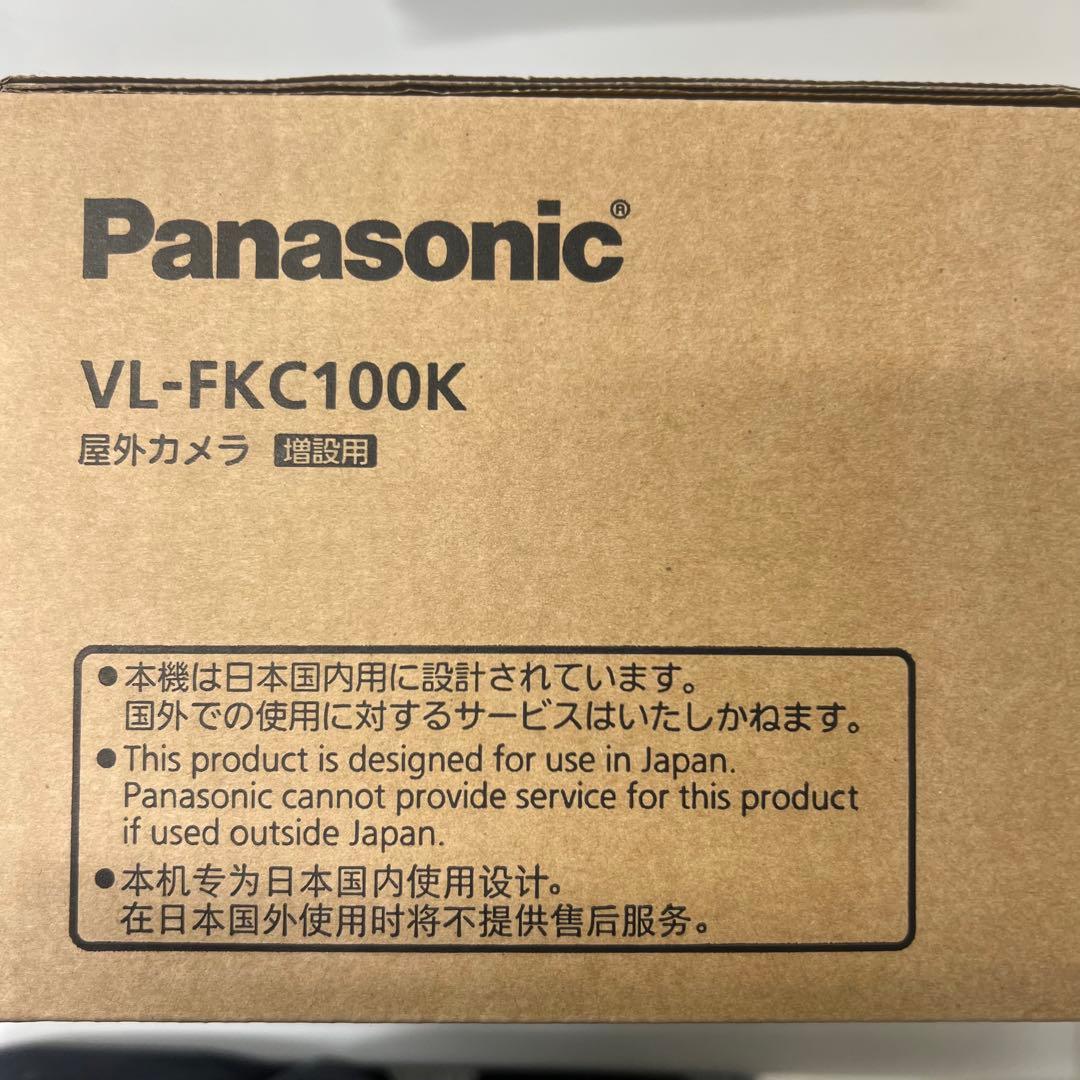 Panasonic®
VL-FKC100K
屋外カメラ 増設用
●本機は日本国内用に設計されています。
国外での使用に対するサービスはいたしかねます。
●This product is designed for use in Japan.
Panasonic cannot provide service for this product
if used outside Japan.
●本机专为日本国内使用设计。
在日本国外使用时将不提供售后服务。